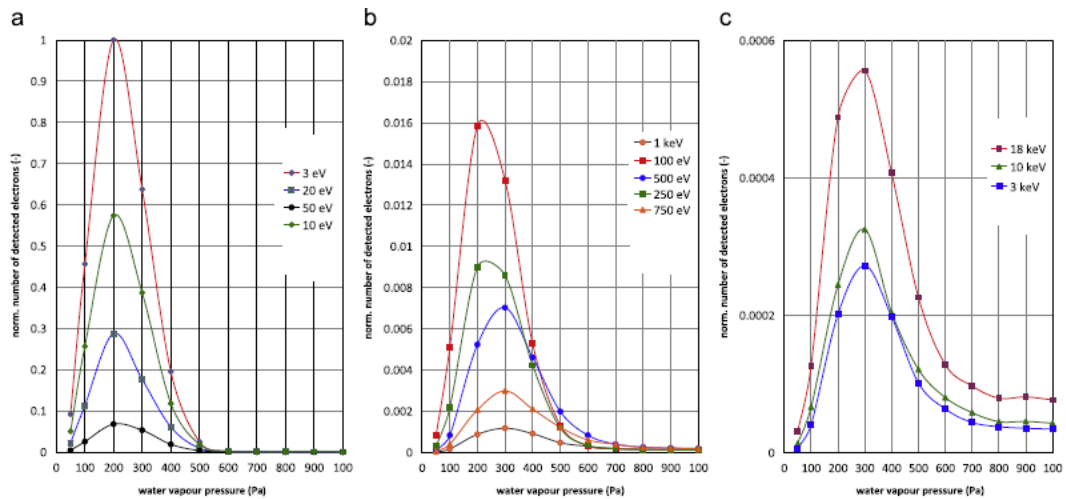 a
norm. number of detected electrons (-)
1
0.9
0.8
0.7
0.6
0.5
0.4
0.3
0.2
0.1
0
3 eV
20 eV
50 eV
10 eV
0 100 200 300 400 500 600 700 800 900 100
water vapour pressure (Pa)
b
norm. number of detected electrons (-)
0.02
0.018
0.016
0.014
0.012
0.01
0.008
0.006
0.004
0.002
0
1 keV
100 eV
500 eV
250 eV
750 eV
0 100 200 300 400 500 600 700 800 900 100
water vapour pressure (Pa)
c
norm. number of detected electrons (-)
0.0006
0.0004
0.0002
0
18 keV
10 keV
3 keV
0 100 200 300 400 500 600 700 800 900 100
water vapour pressure (Pa)